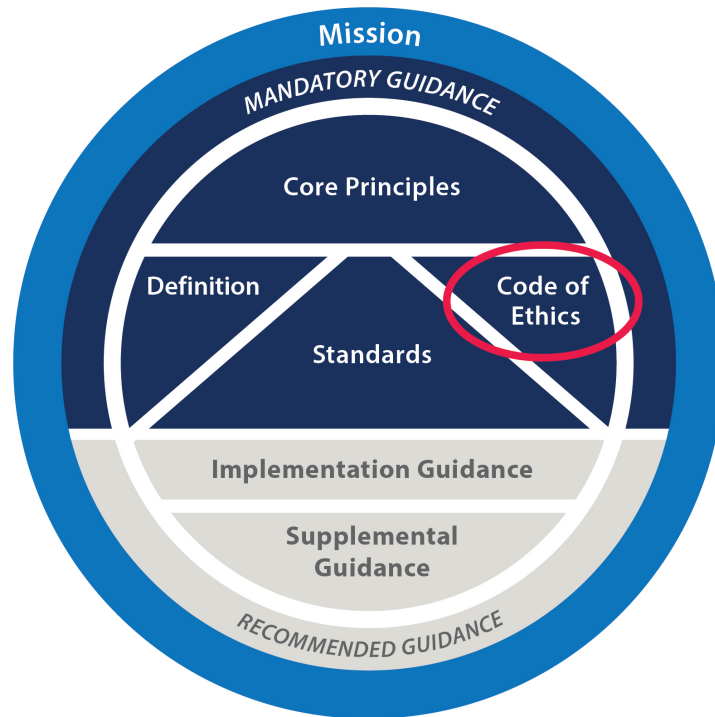 Mission
MANDATORY GUIDANCE
Core Principles
Definition
Code of
Ethics
Standards
Implementation Guidance
Supplemental
Guidance
RECOMMENDED GUIDANCE